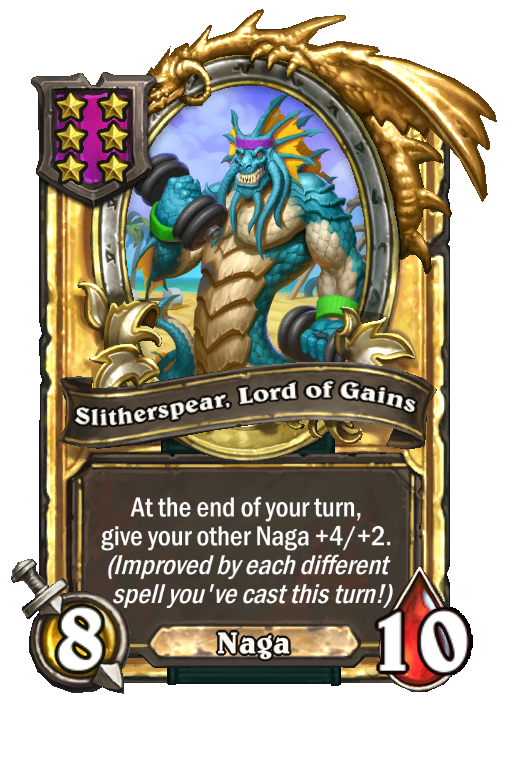 Slitherspear, Lord of Gains
At the end of your turn,
give your other Naga +4/+2.
(Improved by each different
spell you've cast this turn!)
8
Naga
10